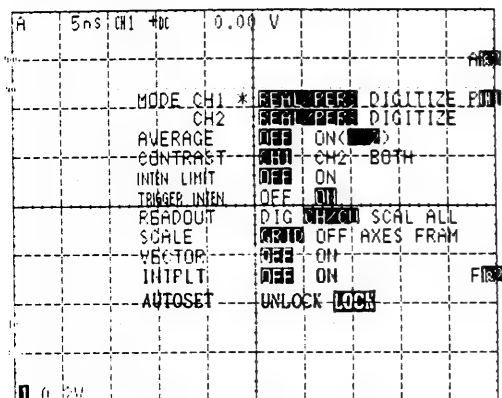 A 5ns CH1 DC 0.00 V
MODE CH1 * REAL PERS DIGITIZE
CH2 REAL PERS DIGITIZE
AVERAGE OFF ON
CONTRAST CH1 CH2 BOTH
INTEN LIMIT OFF ON
TRIGGER INTEN OFF ON
READOUT DIG SCAL ALL
SCALE GRID OFF AXES FRAM
VECTOR OFF ON
INTPLT OFF ON
AUTOSET UNLOCK LOCK
1